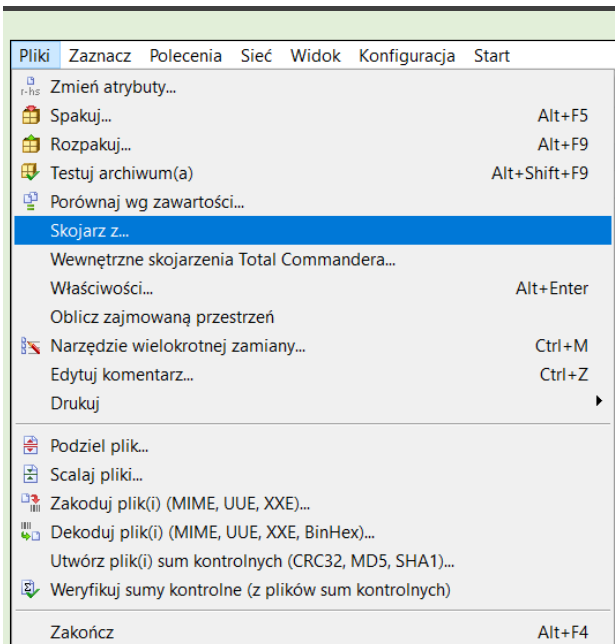 Pliki Zaznacz Polecenia Sieć Widok Konfiguracja Start
r-hs Zmień atrybuty...
Spakuj... Alt+F5
Rozpakuj... Alt+F9
Testuj archiwum(a) Alt+Shift+F9
Porównaj wg zawartości...
Skojarz z...
Wewnętrzne skojarzenia Total Commandera...
Właściwości... Alt+Enter
Oblicz zajmowaną przestrzeń
Narzędzie wielokrotnej zamiany... Ctrl+M
Edytuj komentarz... Ctrl+Z
Drukuj
Podziel plik...
Scalaj pliki...
Zakoduj plik(i) (MIME, UUE, XXE)...
Dekoduj plik(i) (MIME, UUE, XXE, BinHex)...
Utwórz plik(i) sum kontrolnych (CRC32, MD5, SHA1)...
Weryfikuj sumy kontrolne (z plików sum kontrolnych)
Zakończ Alt+F4